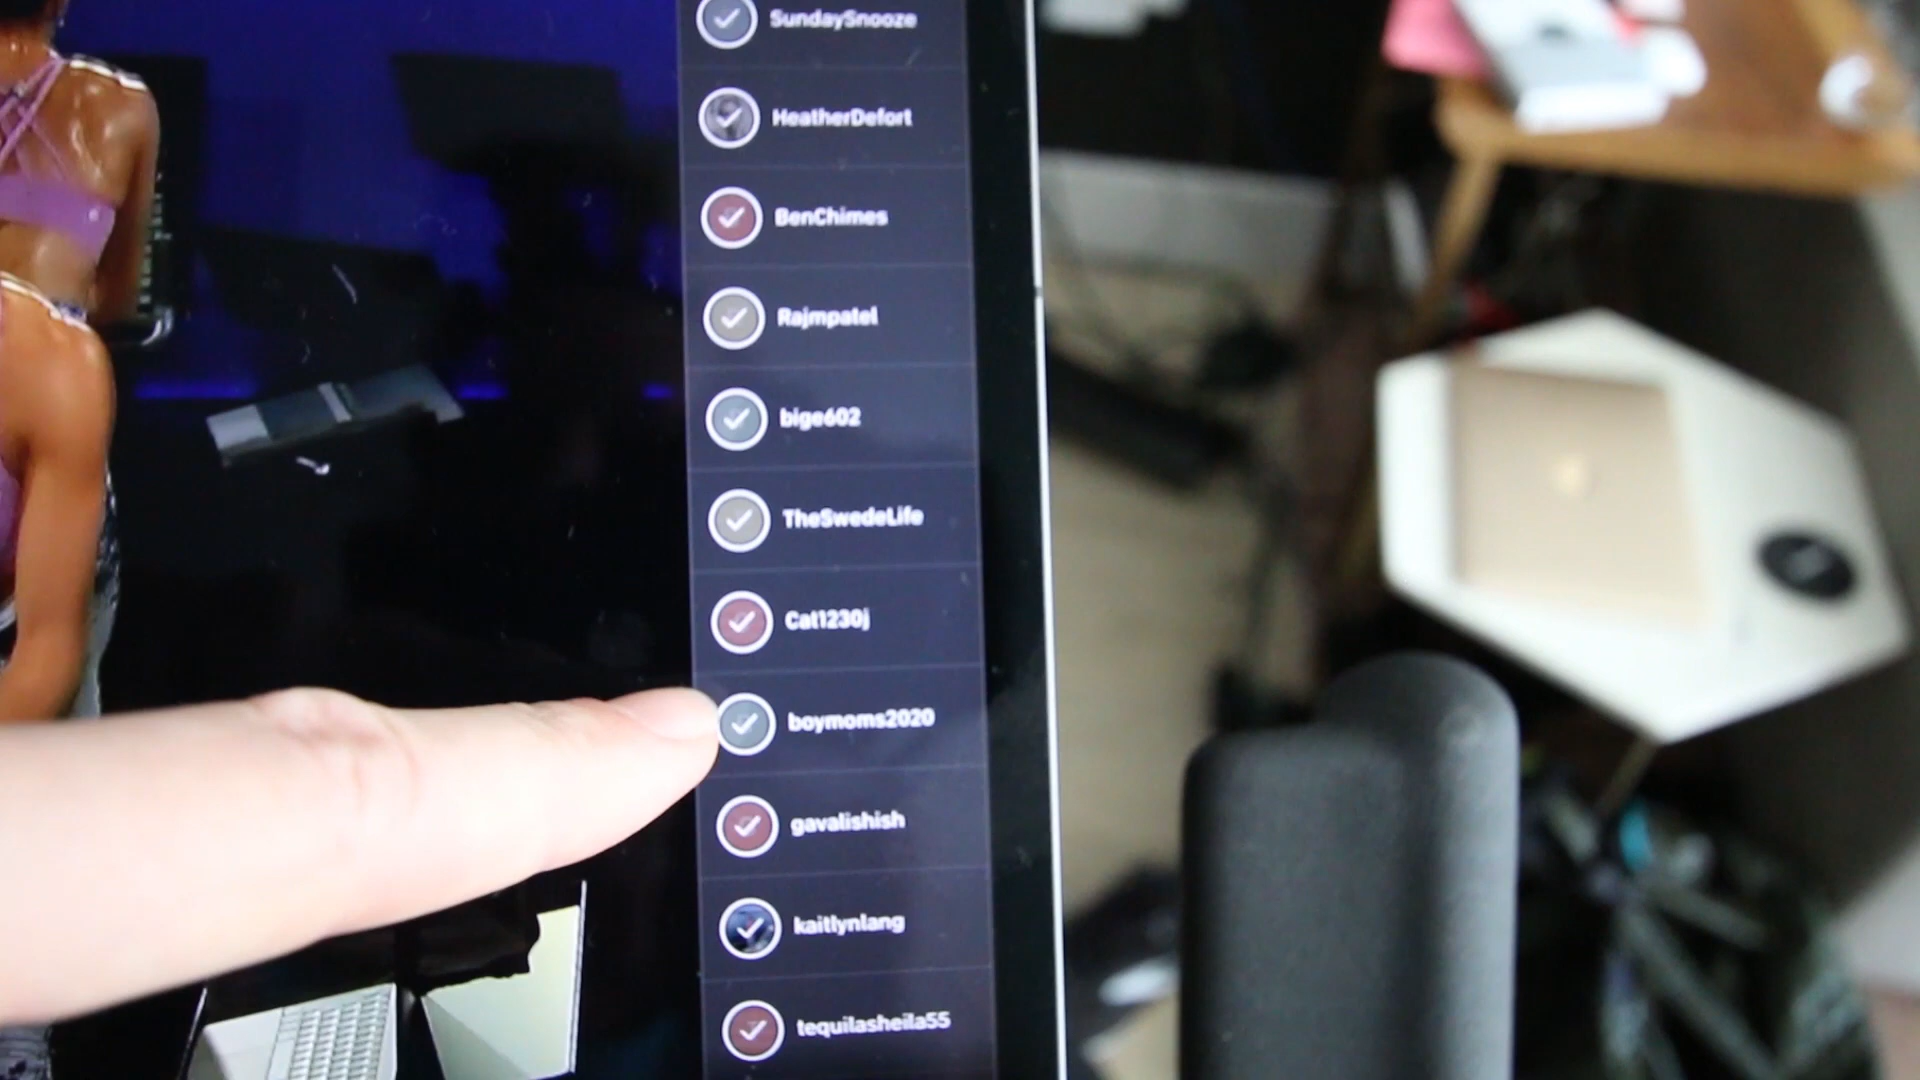 SundaySnooze
HeatherDefort
BenChimes
Rajmpatel
bige602
TheSwedeLife
Cat1230j
boymoms2020
gavalishish
kaitlynlang
tequilasheila55